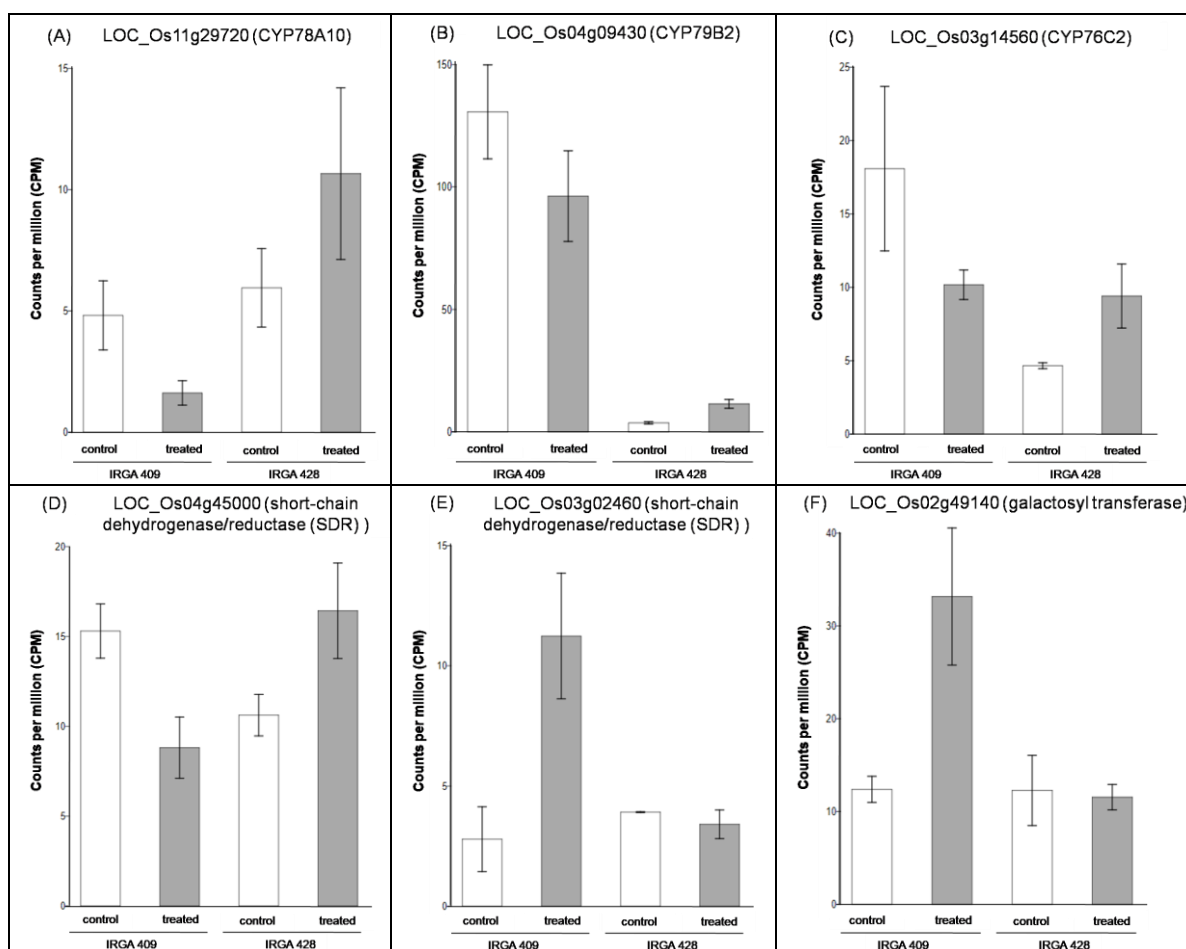 (A) LOC_Os11g29720 (CYP78A10)
Counts per million (CPM)
15
10
5
0
control treated control treated
IRGA 409 IRGA 428
(B) LOC_Os04g09430 (CYP79B2)
Counts per million (CPM)
150
100
50
0
control treated control treated
IRGA 409 IRGA 428
(C) LOC_Os03g14560 (CYP76C2)
Counts per million (CPM)
25
20
15
10
5
0
control treated control treated
IRGA 409 IRGA 428
(D) LOC_Os04g45000 (short-chain
dehydrogenase/reductase (SDR) )
Counts per million (CPM)
20
15
10
5
0
control treated control treated
IRGA 409 IRGA 428
(E) LOC_Os03g02460 (short-chain
dehydrogenase/reductase (SDR) )
Counts per million (CPM)
15
10
5
0
control treated control treated
IRGA 409 IRGA 428
(F) LOC_Os02g49140 (galactosyl transferase)
Counts per million (CPM)
40
30
20
10
0
control treated control treated
IRGA 409 IRGA 428